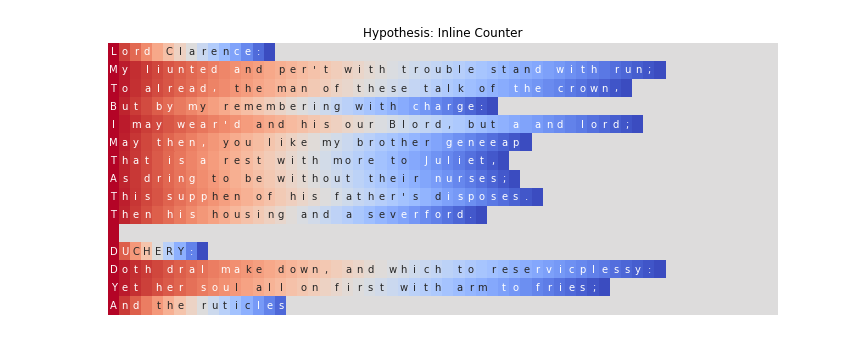 Hypothesis: Inline Counter
Lord Clarence:
My liunted and per't with trouble stand with run;
To already, the man of these talk of the crown,
But by my remembering with charge:
I may wear'd and his our Blord, but a and lord;
May then, you like my brother geneeap
That is a rest with more to Juliet,
As dring to be without their nurses;
This supphen of his father's disposes.
Then his housing and a severford.

DUCHERY:
Doth dral make down, and which to reservicplessy:
Yet her soul all on first with arm to fries;
And the ruticles